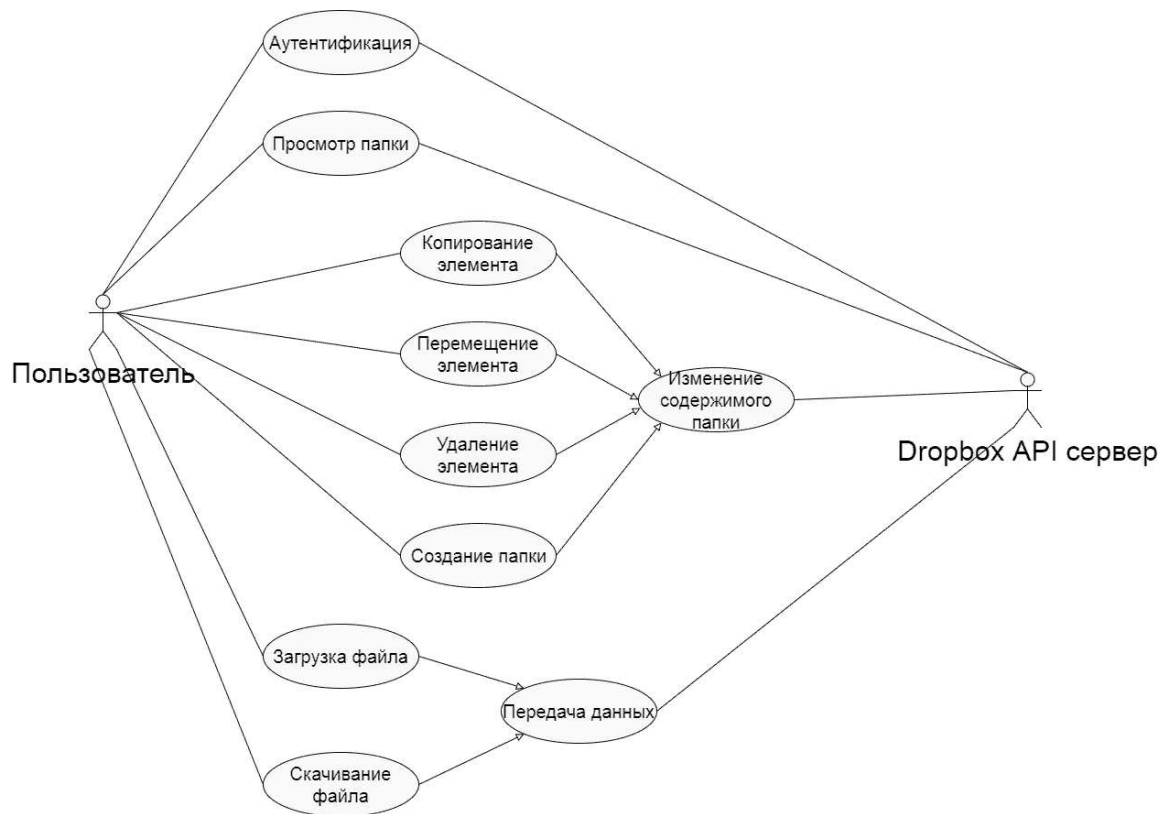 Аутентификация
Просмотр папки
Копирование
элемента
Перемещение
элемента
Пользователь
Изменение
содержимого
папки
Удаление
элемента
Dropbox API сервер
Создание папки
Загрузка файла
Передача данных
Скачивание
файла